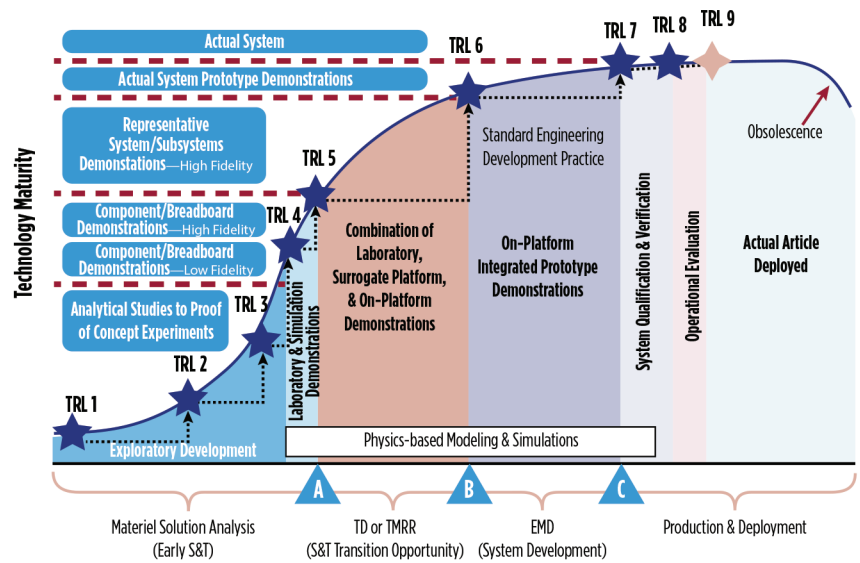 Technology Maturity
Actual System
Actual System Prototype Demonstrations
Representative
System/Subsystems
Demonstations—High Fidelity
Component/Breadboard
Demonstrations—High Fidelity
Component/Breadboard
Demonstrations—Low Fidelity
Analytical Studies to Proof
of Concept Experiments
TRL 1
TRL 2
TRL 3
TRL 4
TRL 5
TRL 6
TRL 7
TRL 8
TRL 9
Obsolescence
Standard Engineering
Development Practice
Exploratory Development
Laboratory & Simulation
Demonstrations
Combination of
Laboratory,
Surrogate Platform,
& On-Platform
Demonstrations
On-Platform
Integrated Prototype
Demonstrations
System Qualification & Verification
Operational Evaluation
Actual Article
Deployed
Physics-based Modeling & Simulations
A
B
C
Materiel Solution Analysis
(Early S&T)
TD or TMRR
(S&T Transition Opportunity)
EMD
(System Development)
Production & Deployment